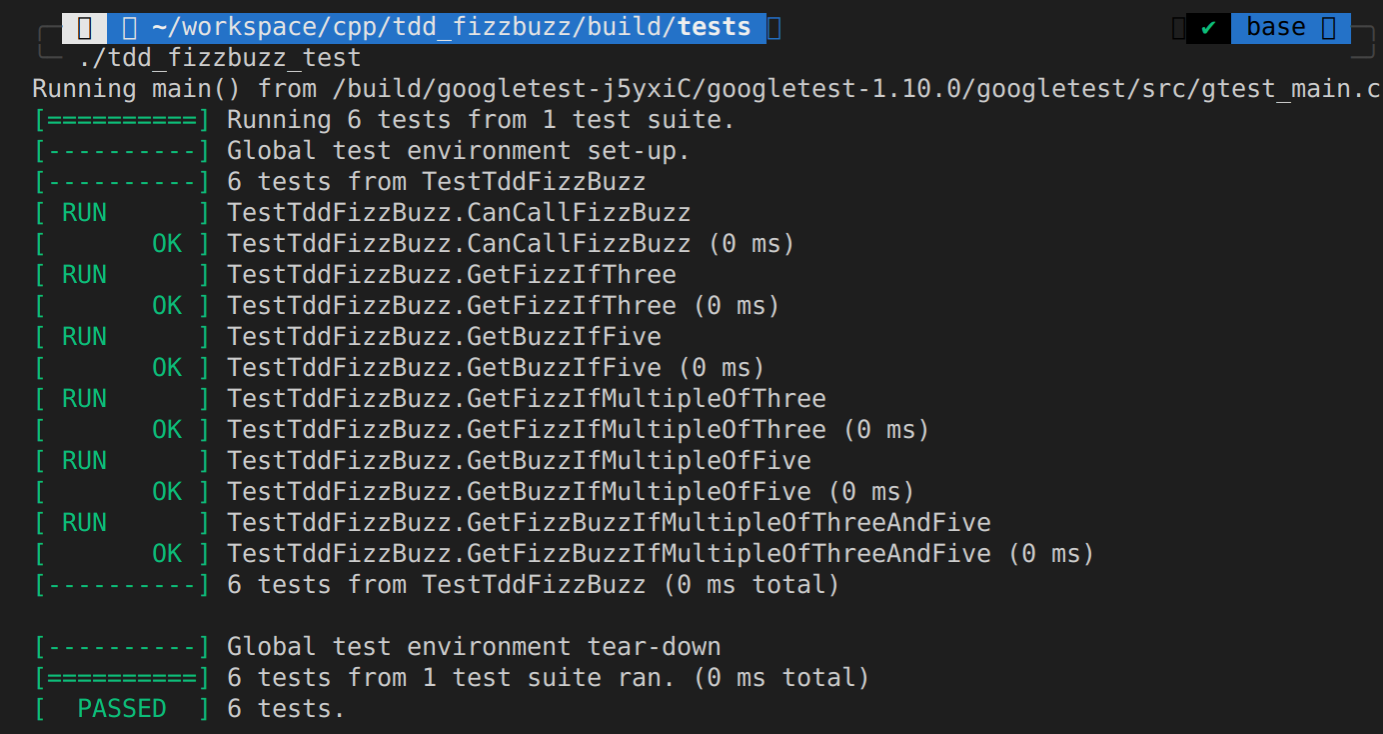 ~/workspace/cpp/tdd_fizzbuzz/build/tests ✔ base
./tdd_fizzbuzz_test
Running main() from /build/googletest-j5yxiC/googletest-1.10.0/googletest/src/gtest_main.c
[==========] Running 6 tests from 1 test suite.
[----------] Global test environment set-up.
[----------] 6 tests from TestTddFizzBuzz
[ RUN      ] TestTddFizzBuzz.CanCallFizzBuzz
[       OK ] TestTddFizzBuzz.CanCallFizzBuzz (0 ms)
[ RUN      ] TestTddFizzBuzz.GetFizzIfThree
[       OK ] TestTddFizzBuzz.GetFizzIfThree (0 ms)
[ RUN      ] TestTddFizzBuzz.GetBuzzIfFive
[       OK ] TestTddFizzBuzz.GetBuzzIfFive (0 ms)
[ RUN      ] TestTddFizzBuzz.GetFizzIfMultipleOfThree
[       OK ] TestTddFizzBuzz.GetFizzIfMultipleOfThree (0 ms)
[ RUN      ] TestTddFizzBuzz.GetBuzzIfMultipleOfFive
[       OK ] TestTddFizzBuzz.GetBuzzIfMultipleOfFive (0 ms)
[ RUN      ] TestTddFizzBuzz.GetFizzBuzzIfMultipleOfThreeAndFive
[       OK ] TestTddFizzBuzz.GetFizzBuzzIfMultipleOfThreeAndFive (0 ms)
[----------] 6 tests from TestTddFizzBuzz (0 ms total)
[----------] Global test environment tear-down
[==========] 6 tests from 1 test suite ran. (0 ms total)
[  PASSED  ] 6 tests.